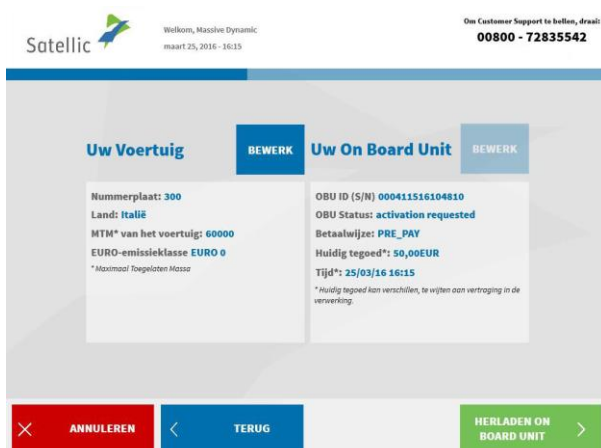 Satellic
Welkom, Massive Dynamic
maart 25, 2016 - 16:15
Om Customer Support te bellen, draai:
00800 - 72835542
Uw Voertuig
BEWERK
Uw On Board Unit
BEWERK
Nummerplaat: 300
Land: Italië
MTM* van het voertuig: 60000
EURO-emissieklasse EURO 0
* Maximaal Toegelaten Massa
OBU ID (S/N) 000411516104810
OBU Status: activation requested
Betaalwijze: PRE_PAY
Huidig tegoed*: 50,00EUR
Tijd*: 25/03/16 16:15
* Huidig tegoed kan verschillen, te wijten aan vertraging in de
verwerking.
ANNULEREN
TERUG
HERLADEN ON
BOARD UNIT